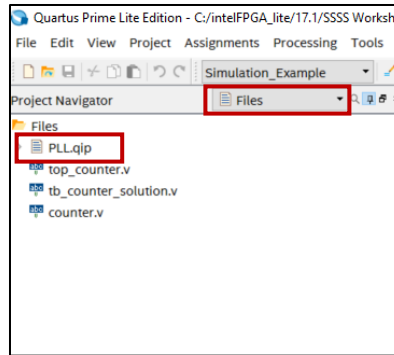 Quartus Prime Lite Edition - C:/intelFPGA_lite/17.1/SSSS Worksh
File Edit View Project Assignments Processing Tools
Simulation_Example
Project Navigator Files
Files
PLL.qip
top_counter.v
tb_counter_solution.v
counter.v